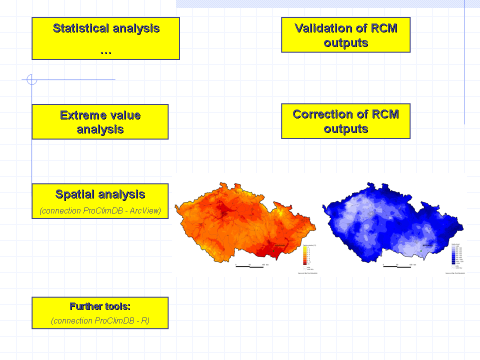 Statistical analysis
...
Validation of RCM
outputs
Extreme value
analysis
Correction of RCM
outputs
Spatial analysis
(connection ProClimDB - ArcView)
Further tools:
(connection ProClimDB - R)